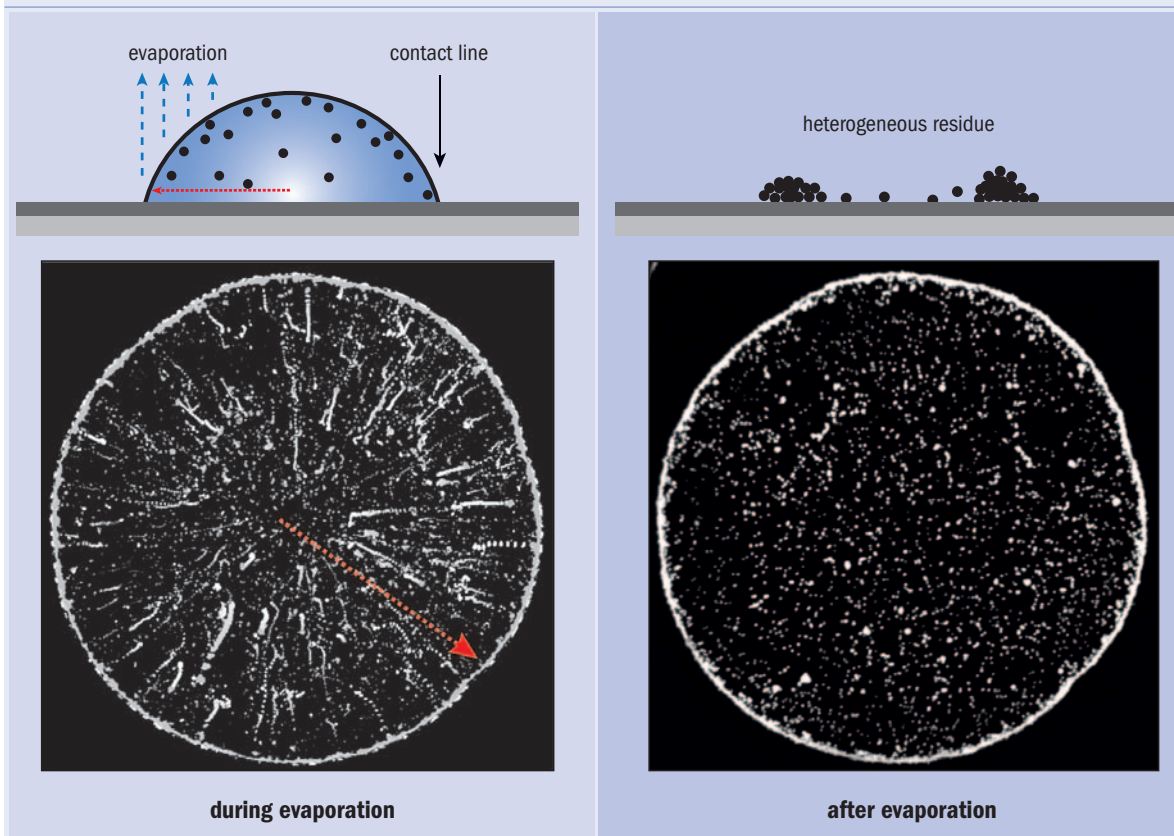 evaporation
contact line
heterogeneous residue
during evaporation
after evaporation